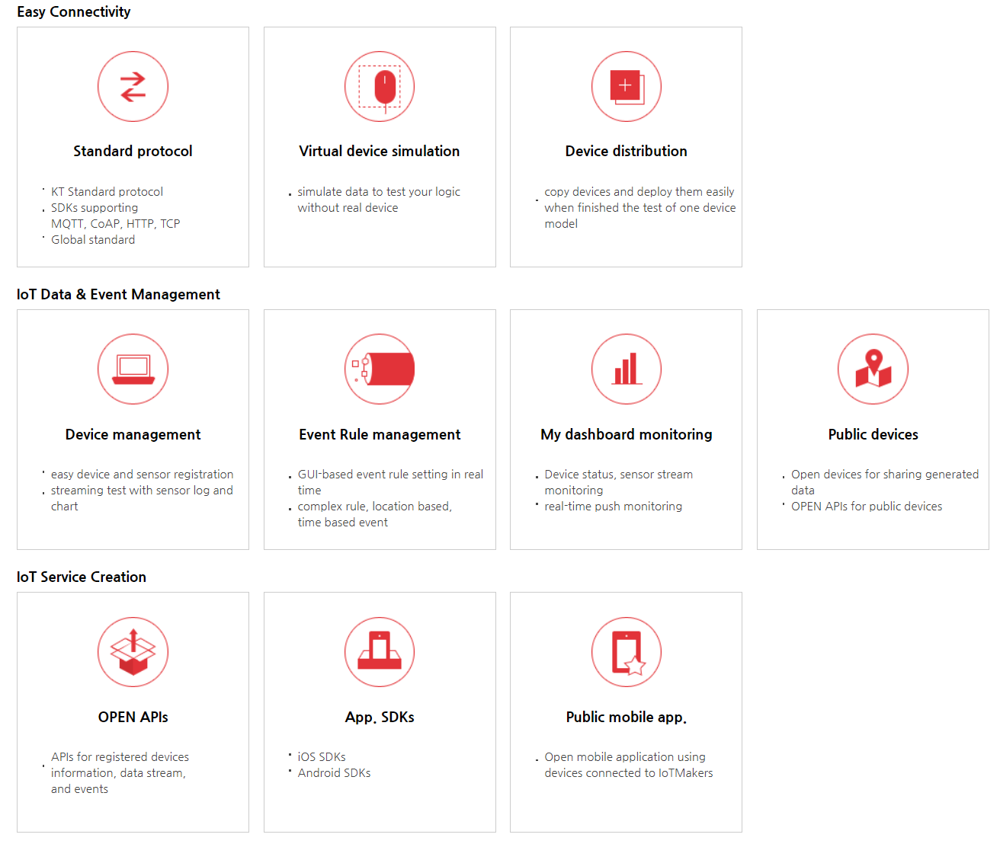 Easy Connectivity
Standard protocol
· KT Standard protocol
· SDKs supporting
MQTT, CoAP, HTTP, TCP
· Global standard
Virtual device simulation
· simulate data to test your logic
without real device
Device distribution
· copy devices and deploy them easily
when finished the test of one device
model
IoT Data & Event Management
Device management
· easy device and sensor registration
· streaming test with sensor log and
chart
Event Rule management
· GUI-based event rule setting in real
time
· complex rule, location based,
time based event
My dashboard monitoring
· Device status, sensor stream
monitoring
· real-time push monitoring
Public devices
· Open devices for sharing generated
data
· OPEN APIs for public devices
IoT Service Creation
OPEN APIs
· APIs for registered devices
information, data stream,
and events
App. SDKs
· iOS SDKs
· Android SDKs
Public mobile app.
· Open mobile application using
devices connected to IoTMakers